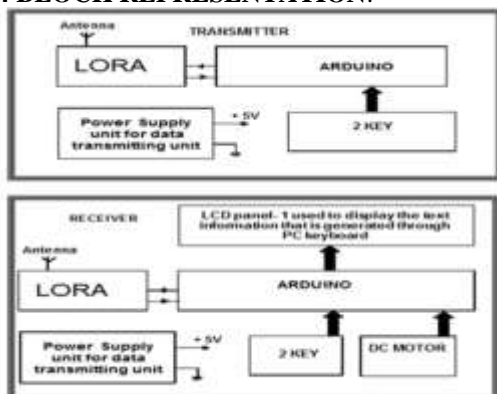 . BLOCK REPRESENTATION:
Antenna
TRANSMITTER
LORA
ARDUINO
Power Supply
unit for data
transmitting unit
+ 5V
2 KEY
RECEIVER
LCD panel- 1 used to display the text
information that is generated through
PC keyboard
Antenna
LORA
ARDUINO
Power Supply
unit for data
transmitting unit
+ 5V
2 KEY
DC MOTOR